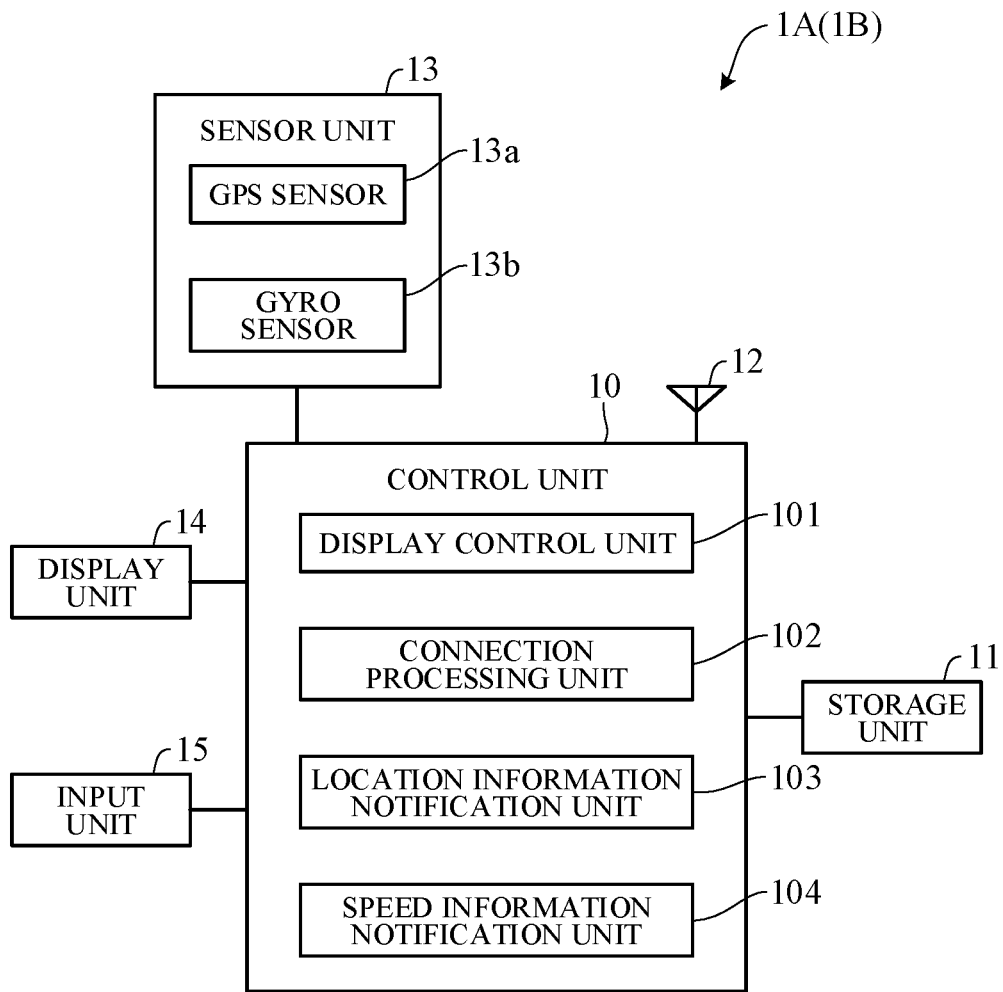 1A(1B)
13
SENSOR UNIT
13a
GPS SENSOR
13b
GYRO
SENSOR
12
10
CONTROL UNIT
101
DISPLAY CONTROL UNIT
14
DISPLAY
UNIT
102
CONNECTION
PROCESSING UNIT
11
STORAGE
UNIT
15
INPUT
UNIT
103
LOCATION INFORMATION
NOTIFICATION UNIT
104
SPEED INFORMATION
NOTIFICATION UNIT